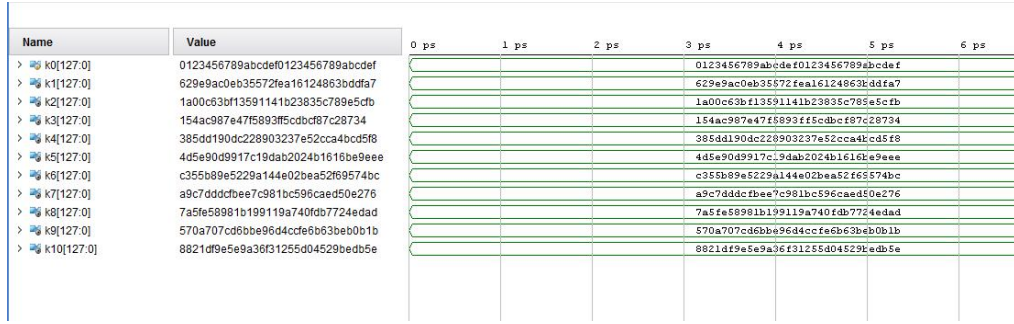 Name Value 0 ps 1 ps 2 ps 3 ps 4 ps 5 ps 6 ps
k0[127:0] 0123456789abcdef0123456789abcdef 0123456789abcdef0123456789abcdef
k1[127:0] 629e9ac0eb35572fea16124863bddfa7 629e9ac0eb35572fea16124863bddfa7
k2[127:0] 1a00c63bf13591141b23835c789e5cfb 1a00c63bf13591141b23835c789e5cfb
k3[127:0] 154ac987e47f5893ff5cdbcf87c28734 154ac987e47f5893ff5cdbcf87c28734
k4[127:0] 385dd190dc228903237e52cca4bcd5f8 385dd190dc228903237e52cca4bcd5f8
k5[127:0] 4d5e90d9917c19dab2024b1616be9eee 4d5e90d9917c19dab2024b1616be9eee
k6[127:0] c355b89e5229a144e02bea52f69574bc c355b89e5229a144e02bea52f69574bc
k7[127:0] a9c7dddcfbee7c981bc596caed50e276 a9c7dddcfbee7c981bc596caed50e276
k8[127:0] 7a5fe58981b199119a740fdb7724edad 7a5fe58981b199119a740fdb7724edad
k9[127:0] 570a707cd6bbe96d4ccfe6b63beb0b1b 570a707cd6bbe96d4ccfe6b63beb0b1b
k10[127:0] 8821df9e5e9a36f31255d04529bedb5e 8821df9e5e9a36f31255d04529bedb5e